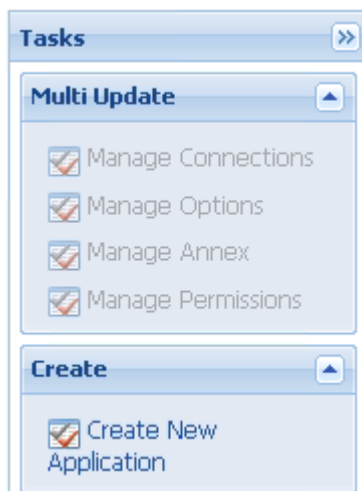 Tasks
Multi Update
Manage Connections
Manage Options
Manage Annex
Manage Permissions
Create
Create New
Application